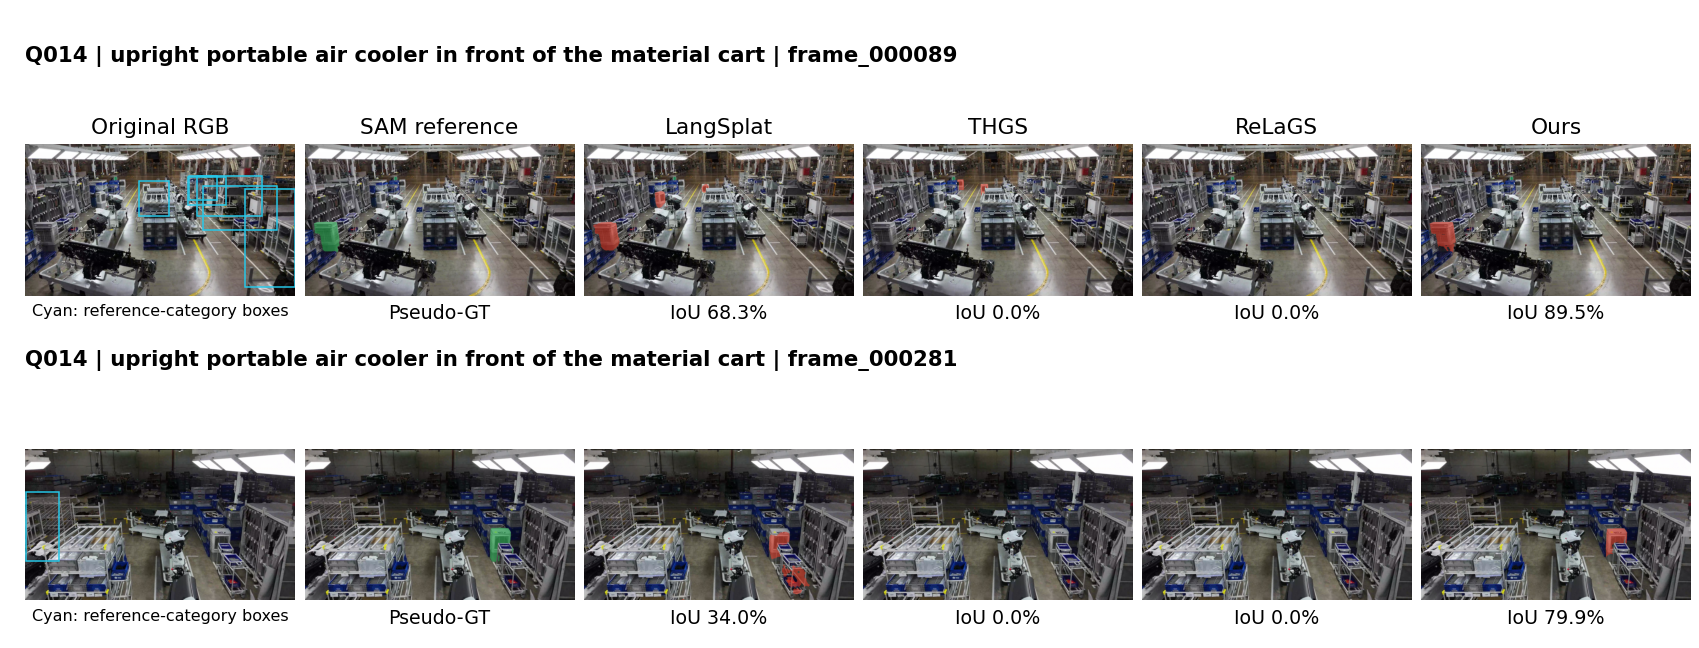 Q014 | upright portable air cooler in front of the material cart | frame_000089
Original RGB SAM reference LangSplat THGS ReLaGS Ours
Cyan: reference-category boxes Pseudo-GT IoU 68.3% IoU 0.0% IoU 0.0% IoU 89.5%
Q014 | upright portable air cooler in front of the material cart | frame_000281
Cyan: reference-category boxes Pseudo-GT IoU 34.0% IoU 0.0% IoU 0.0% IoU 79.9%